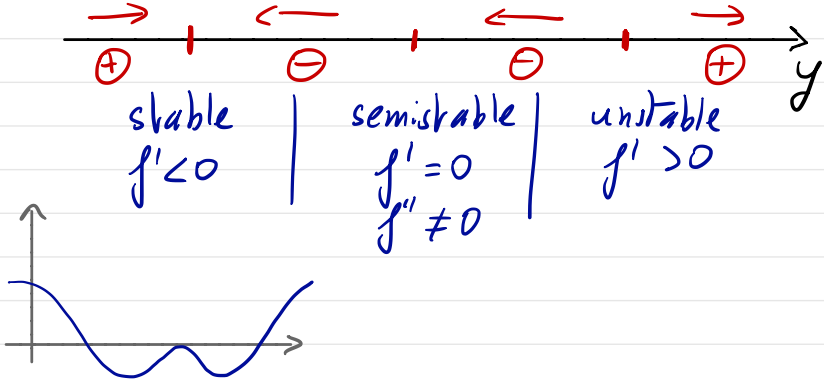 ⊕ ⊖ ⊖ ⊕ y
stable | semistable | unstable
f' < 0 f' = 0 f' > 0
f'' ≠ 0